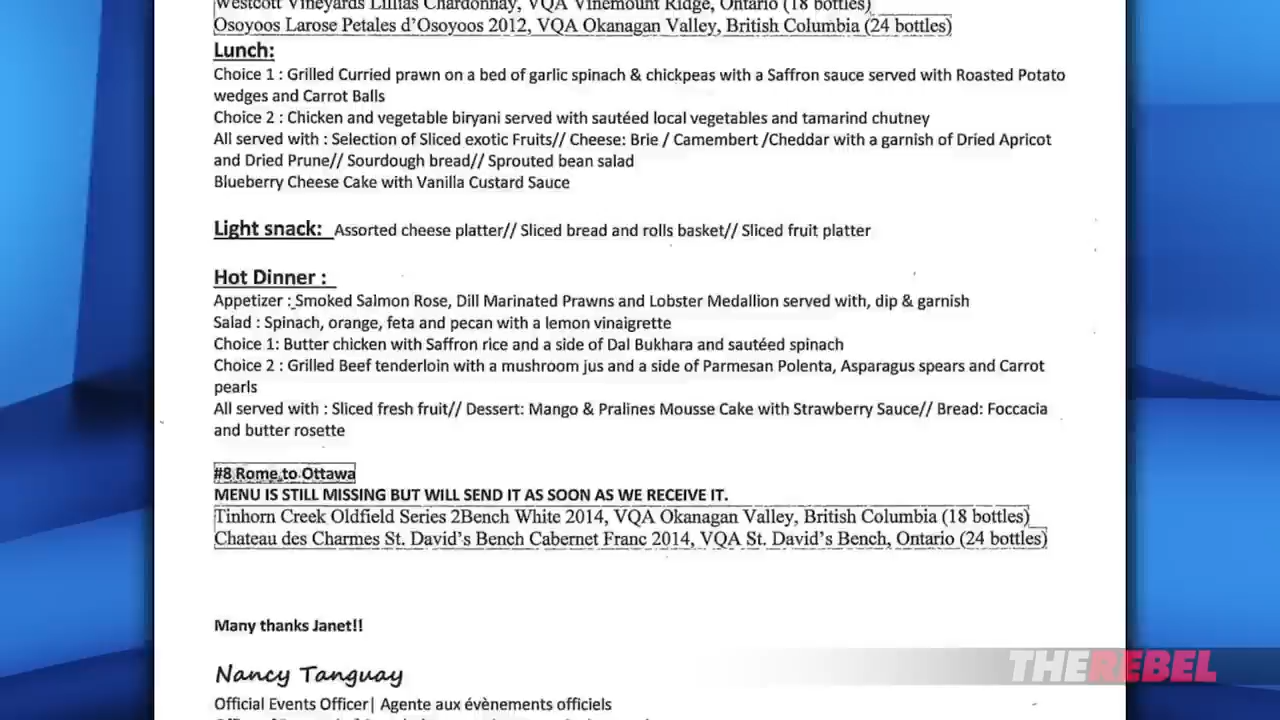 Westcott Vineyards Lillias Chardonnay, VQA Vinemount Ridge, Ontario (18 bottles)
Osoyoos Larose Petales d'Osoyoos 2012, VQA Okanagan Valley, British Columbia (24 bottles)
Lunch:
Choice 1 : Grilled Curried prawn on a bed of garlic spinach & chickpeas with a Saffron sauce served with Roasted Potato
wedges and Carrot Balls
Choice 2 : Chicken and vegetable biryani served with sautéed local vegetables and tamarind chutney
All served with : Selection of Sliced exotic Fruits// Cheese: Brie / Camembert /Cheddar with a garnish of Dried Apricot
and Dried Prune// Sourdough bread// Sprouted bean salad
Blueberry Cheese Cake with Vanilla Custard Sauce
Light snack: Assorted cheese platter// Sliced bread and rolls basket// Sliced fruit platter
Hot Dinner :
Appetizer : Smoked Salmon Rose, Dill Marinated Prawns and Lobster Medallion served with, dip & garnish
Salad : Spinach, orange, feta and pecan with a lemon vinaigrette
Choice 1: Butter chicken with Saffron rice and a side of Dal Bukhara and sautéed spinach
Choice 2 : Grilled Beef tenderloin with a mushroom jus and a side of Parmesan Polenta, Asparagus spears and Carrot
pearls
All served with : Sliced fresh fruit// Dessert: Mango & Pralines Mousse Cake with Strawberry Sauce// Bread: Foccacia
and butter rosette
#8 Rome to Ottawa
MENU IS STILL MISSING BUT WILL SEND IT AS SOON AS WE RECEIVE IT.
Tinhorn Creek Oldfield Series 2Bench White 2014, VQA Okanagan Valley, British Columbia (18 bottles)
Chateau des Charmes St. David's Bench Cabernet Franc 2014, VQA St. David's Bench, Ontario (24 bottles)
Many thanks Janet!!
Nancy Tanguay
THE REBEL
Official Events Officer| Agente aux évènements officiels